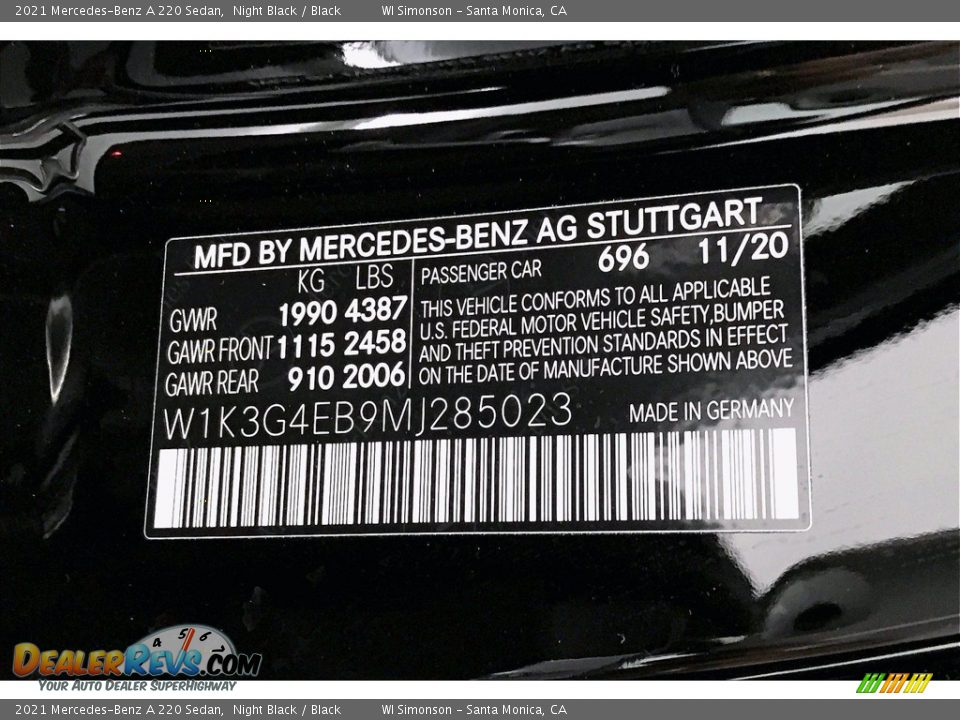 2021 Mercedes-Benz A 220 Sedan, Night Black / Black WI Simonson - Santa Monica, CA
MFD BY MERCEDES-BENZ AG STUTTGART
KG LBS
PASSENGER CAR 696 11/20
GVWR 1990 4387
GAWR FRONT 1115 2458
GAWR REAR 910 2006
THIS VEHICLE CONFORMS TO ALL APPLICABLE
U.S. FEDERAL MOTOR VEHICLE SAFETY,BUMPER
AND THEFT PREVENTION STANDARDS IN EFFECT
ON THE DATE OF MANUFACTURE SHOWN ABOVE
W1K3G4EB9MJ285023 MADE IN GERMANY
4 5 6
DEALERREVS.COM
YOUR AUTO DEALER SUPERHIGHWAY
2021 Mercedes-Benz A 220 Sedan, Night Black / Black WI Simonson - Santa Monica, CA